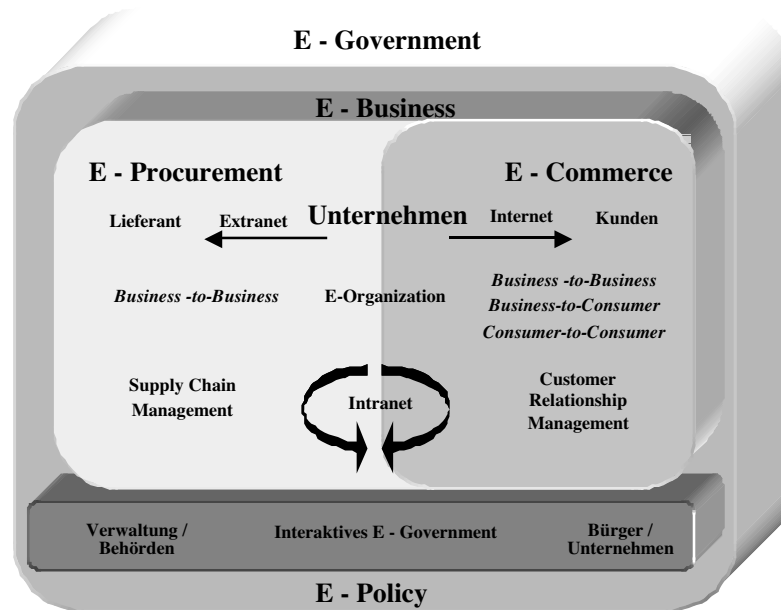 E - Government
E - Business
E - Procurement
E - Commerce
Lieferant
Extranet
Unternehmen
Internet
Kunden
Business -to-Business
E-Organization
Business -to-Business
Business-to-Consumer
Consumer-to-Consumer
Supply Chain
Management
Intranet
Customer
Relationship
Management
Verwaltung /
Behörden
Interaktives E - Government
Bürger /
Unternehmen
E - Policy